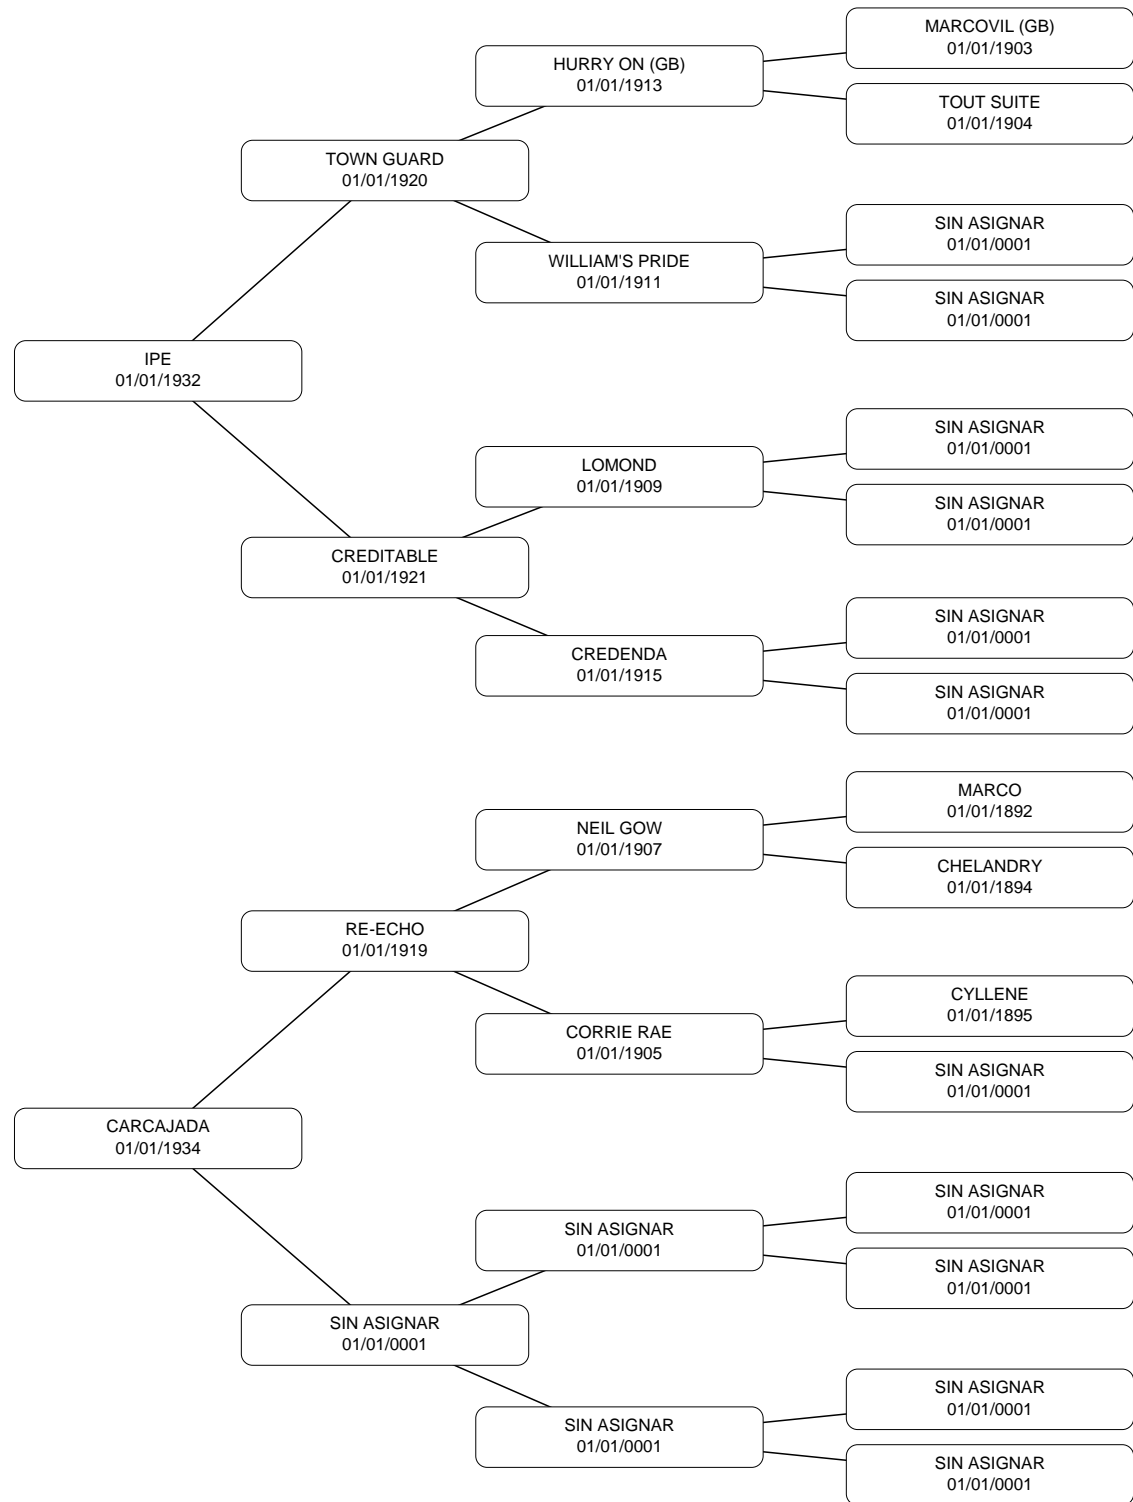 MARCOVIL (GB)
01/01/1903
HURRY ON (GB)
01/01/1913
TOUT SUITE
01/01/1904
TOWN GUARD
01/01/1920
SIN ASIGNAR
01/01/0001
WILLIAM'S PRIDE
01/01/1911
SIN ASIGNAR
01/01/0001
IPE
01/01/1932
SIN ASIGNAR
01/01/0001
LOMOND
01/01/1909
SIN ASIGNAR
01/01/0001
CREDITABLE
01/01/1921
SIN ASIGNAR
01/01/0001
CREDENDA
01/01/1915
SIN ASIGNAR
01/01/0001
MARCO
01/01/1892
NEIL GOW
01/01/1907
CHELANDRY
01/01/1894
RE-ECHO
01/01/1919
CYLLENE
01/01/1895
CORRIE RAE
01/01/1905
SIN ASIGNAR
01/01/0001
CARCAJADA
01/01/1934
SIN ASIGNAR
01/01/0001
SIN ASIGNAR
01/01/0001
SIN ASIGNAR
01/01/0001
SIN ASIGNAR
01/01/0001
SIN ASIGNAR
01/01/0001
SIN ASIGNAR
01/01/0001
SIN ASIGNAR
01/01/0001